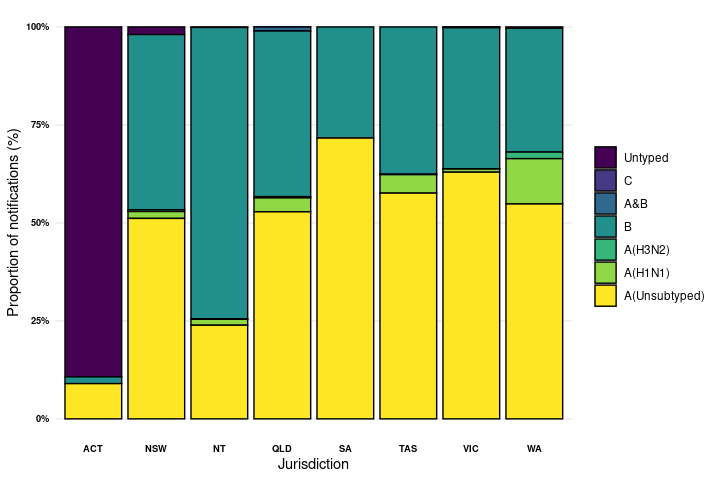 Proportion of notifications (%)
100%
75%
50%
25%
0%
ACT NSW NT QLD SA TAS VIC WA
Jurisdiction
Untyped
C
A&B
B
A(H3N2)
A(H1N1)
A(Unsubtyped)